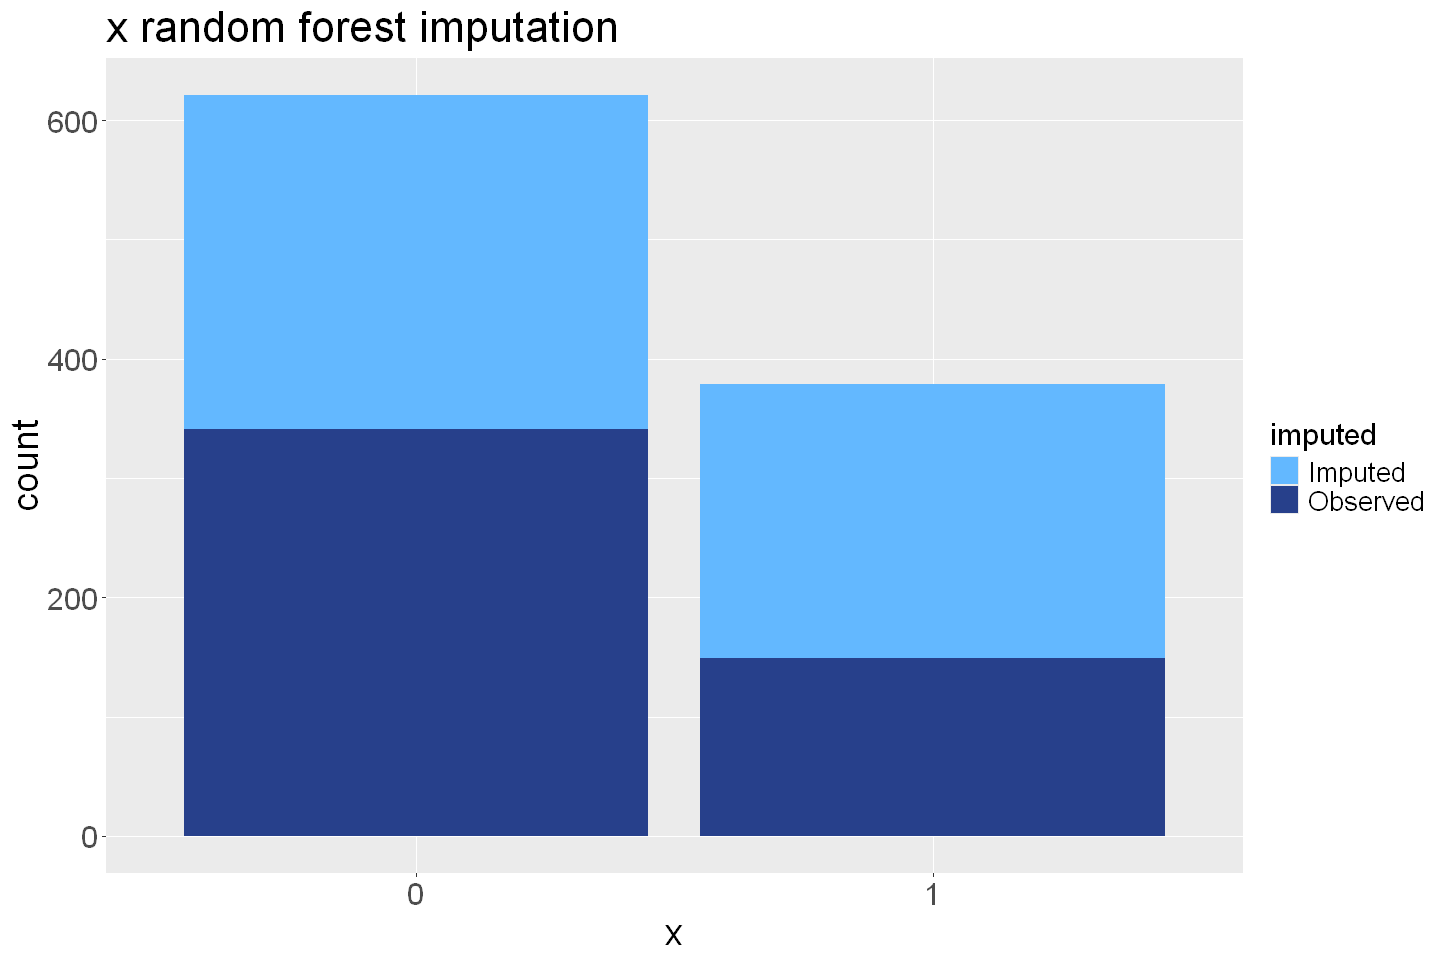 x random forest imputation
600
400
200
0
count
0
1
x
imputed
Imputed
Observed